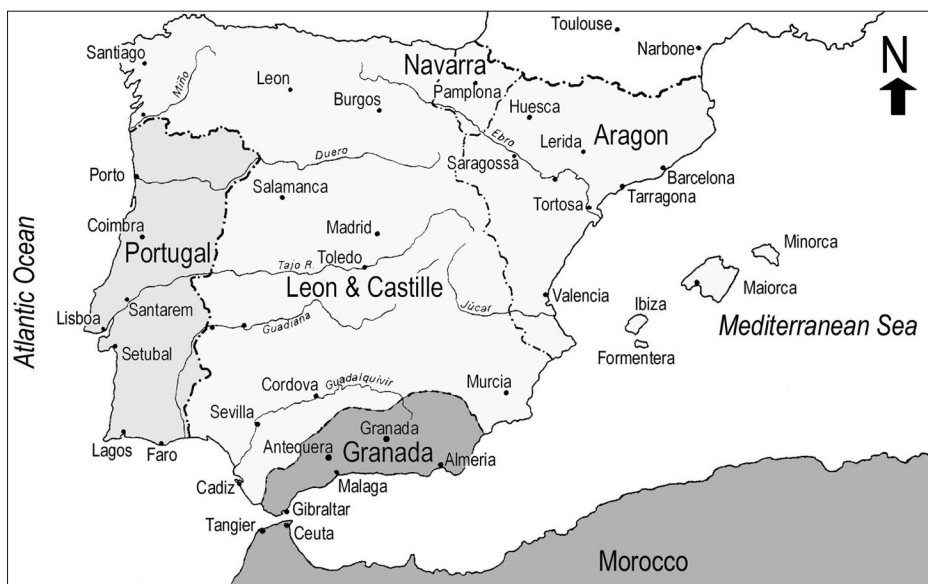 Toulouse
Narbone
N
Santiago
Miño
Leon
Burgos
Navarra
Pamplona
Huesca
Ebro
Lerida
Aragon
Saragossa
Barcelona
Tarragona
Tortosa
Duero
Porto
Salamanca
Coimbra
Portugal
Madrid
Toledo
Tajo R.
Leon & Castille
Júcar
Valencia
Minorca
Maiorca
Ibiza
Formentera
Mediterranean Sea
Atlantic Ocean
Lisboa
Santarem
Setubal
Guadiana
Cordova
Guadalquivir
Murcia
Sevilla
Granada
Antequera
Granada
Almeria
Lagos
Faro
Cadiz
Malaga
Gibraltar
Tangier
Ceuta
Morocco